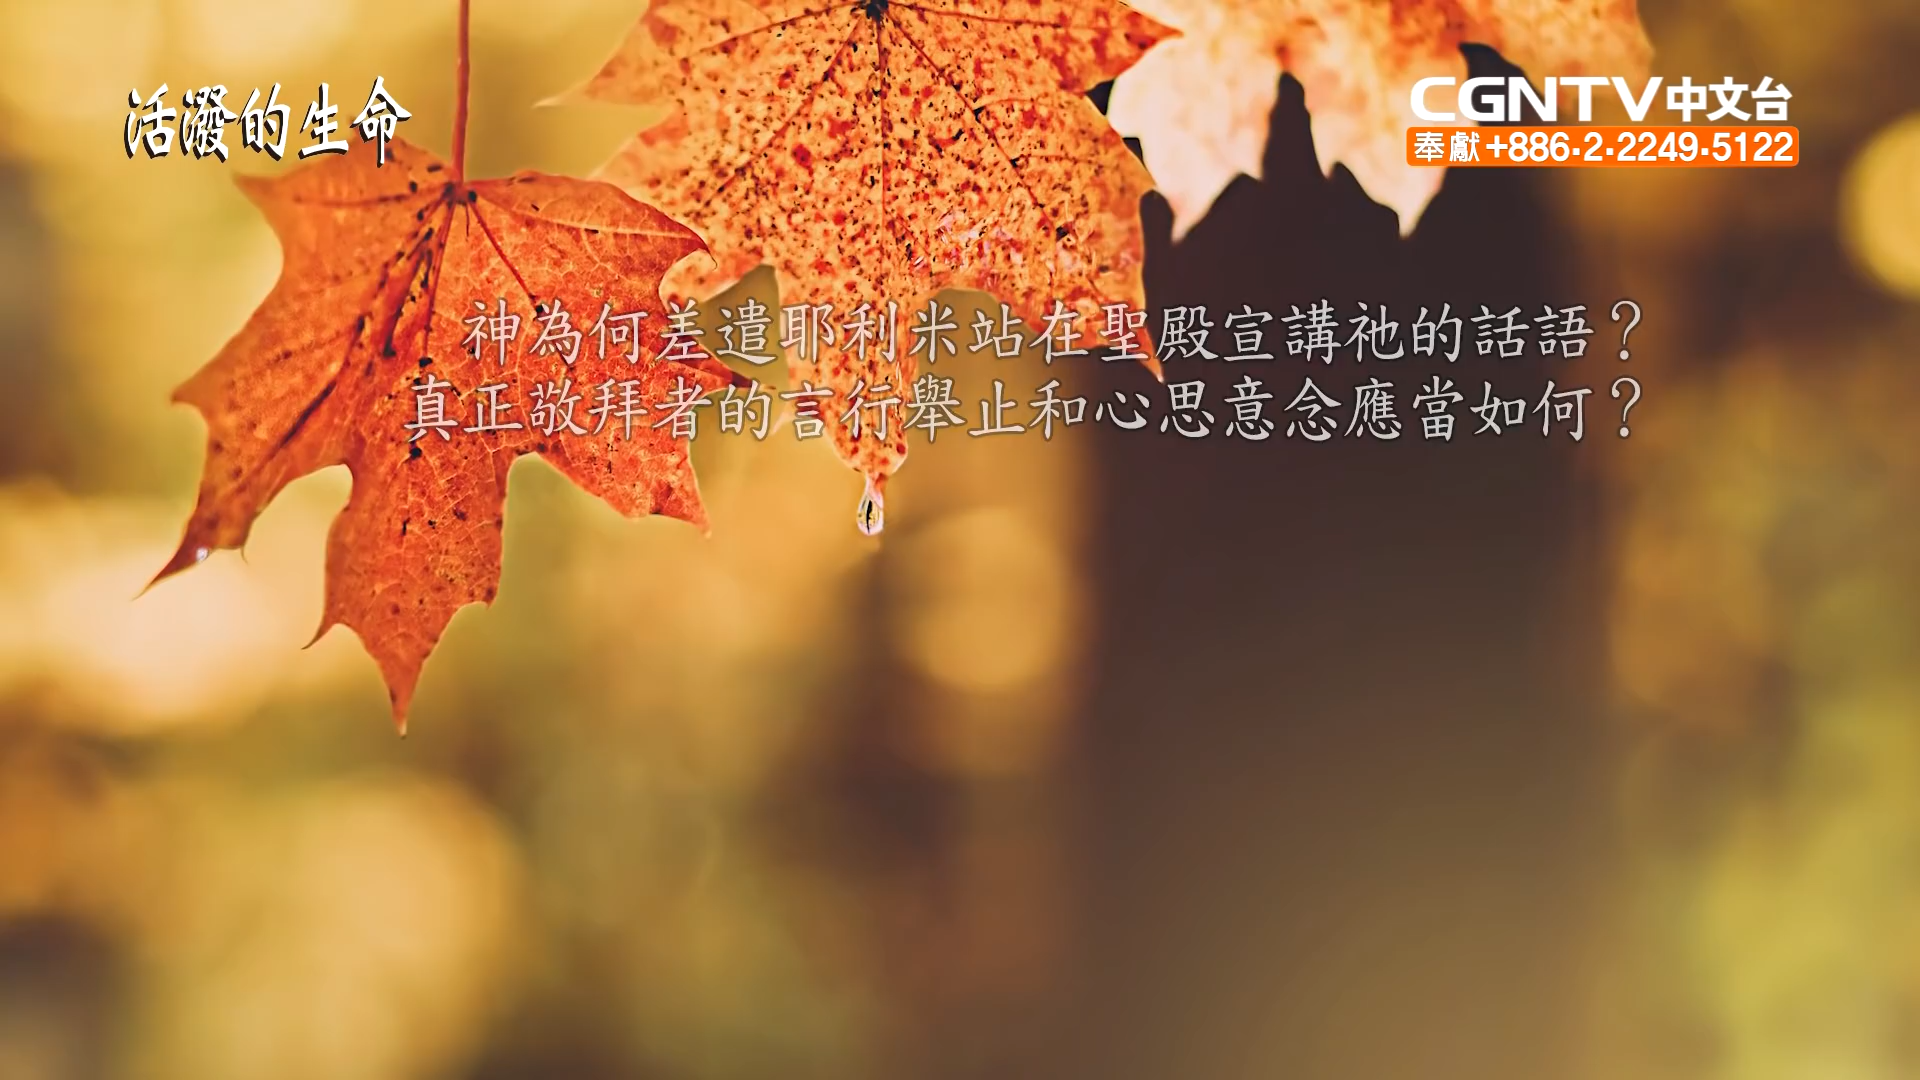 活潑的生命
CGNTV中文台
奉獻+886·2·2249·5122
神為何差遣耶利米站在聖殿宣講祂的話語？
真正敬拜者的言行舉止和心思意念應當如何？